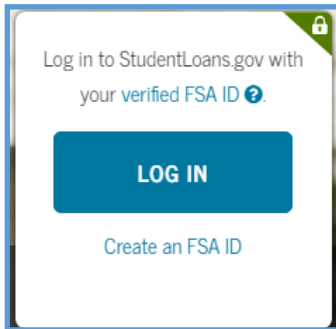 Log in to StudentLoans.gov with
your verified FSA ID ?.
LOG IN
Create an FSA ID